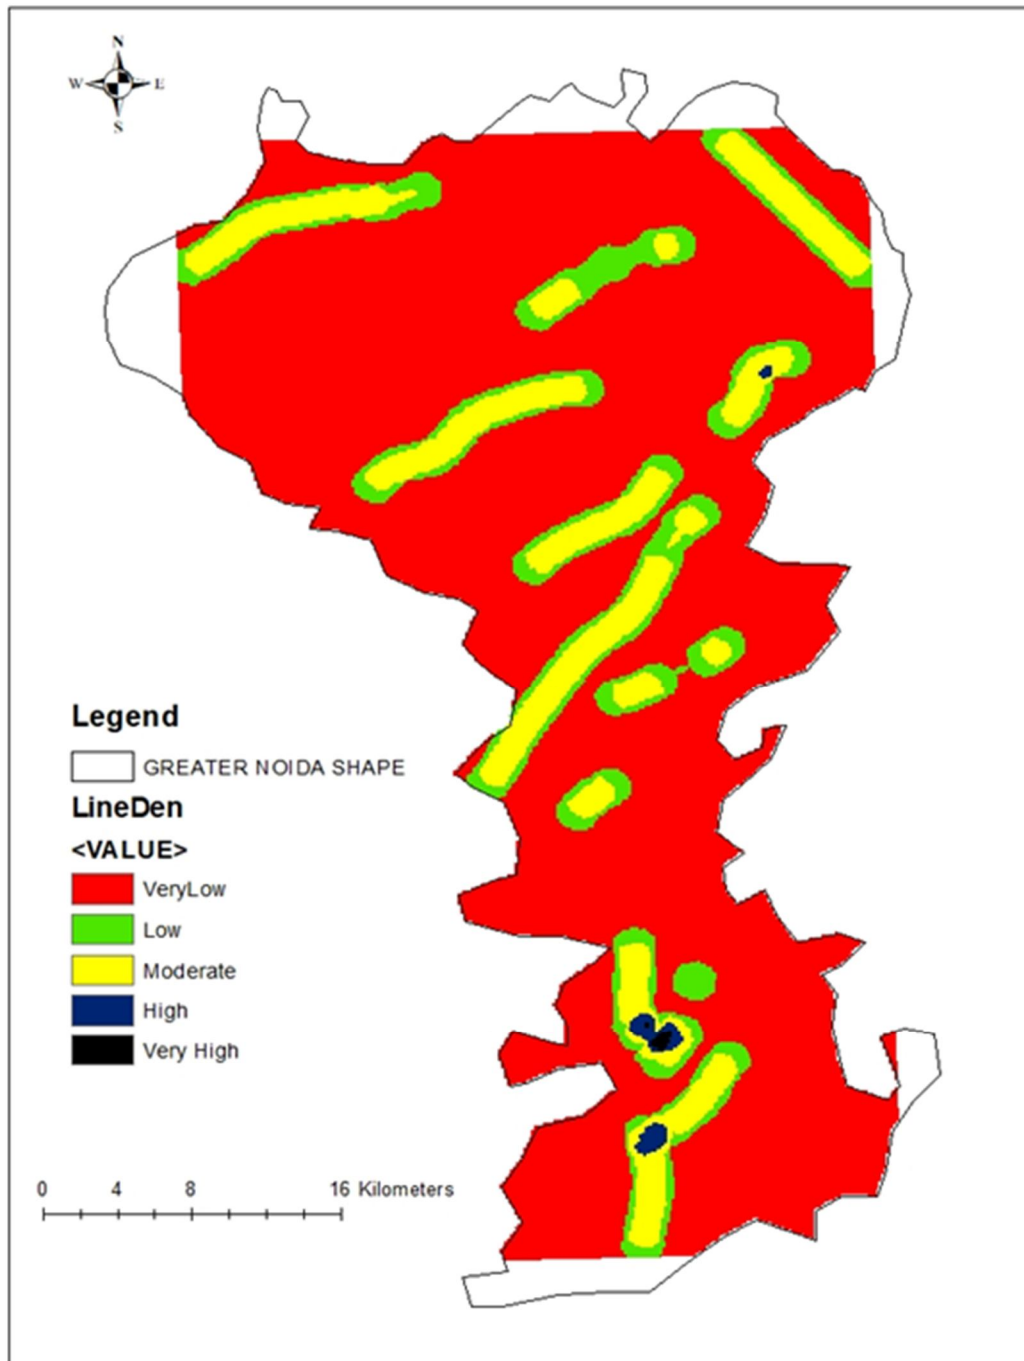 N
W E
S
Legend
GREATER NOIDA SHAPE
LineDen
<VALUE>
VeryLow
Low
Moderate
High
Very High
0 4 8 16 Kilometers